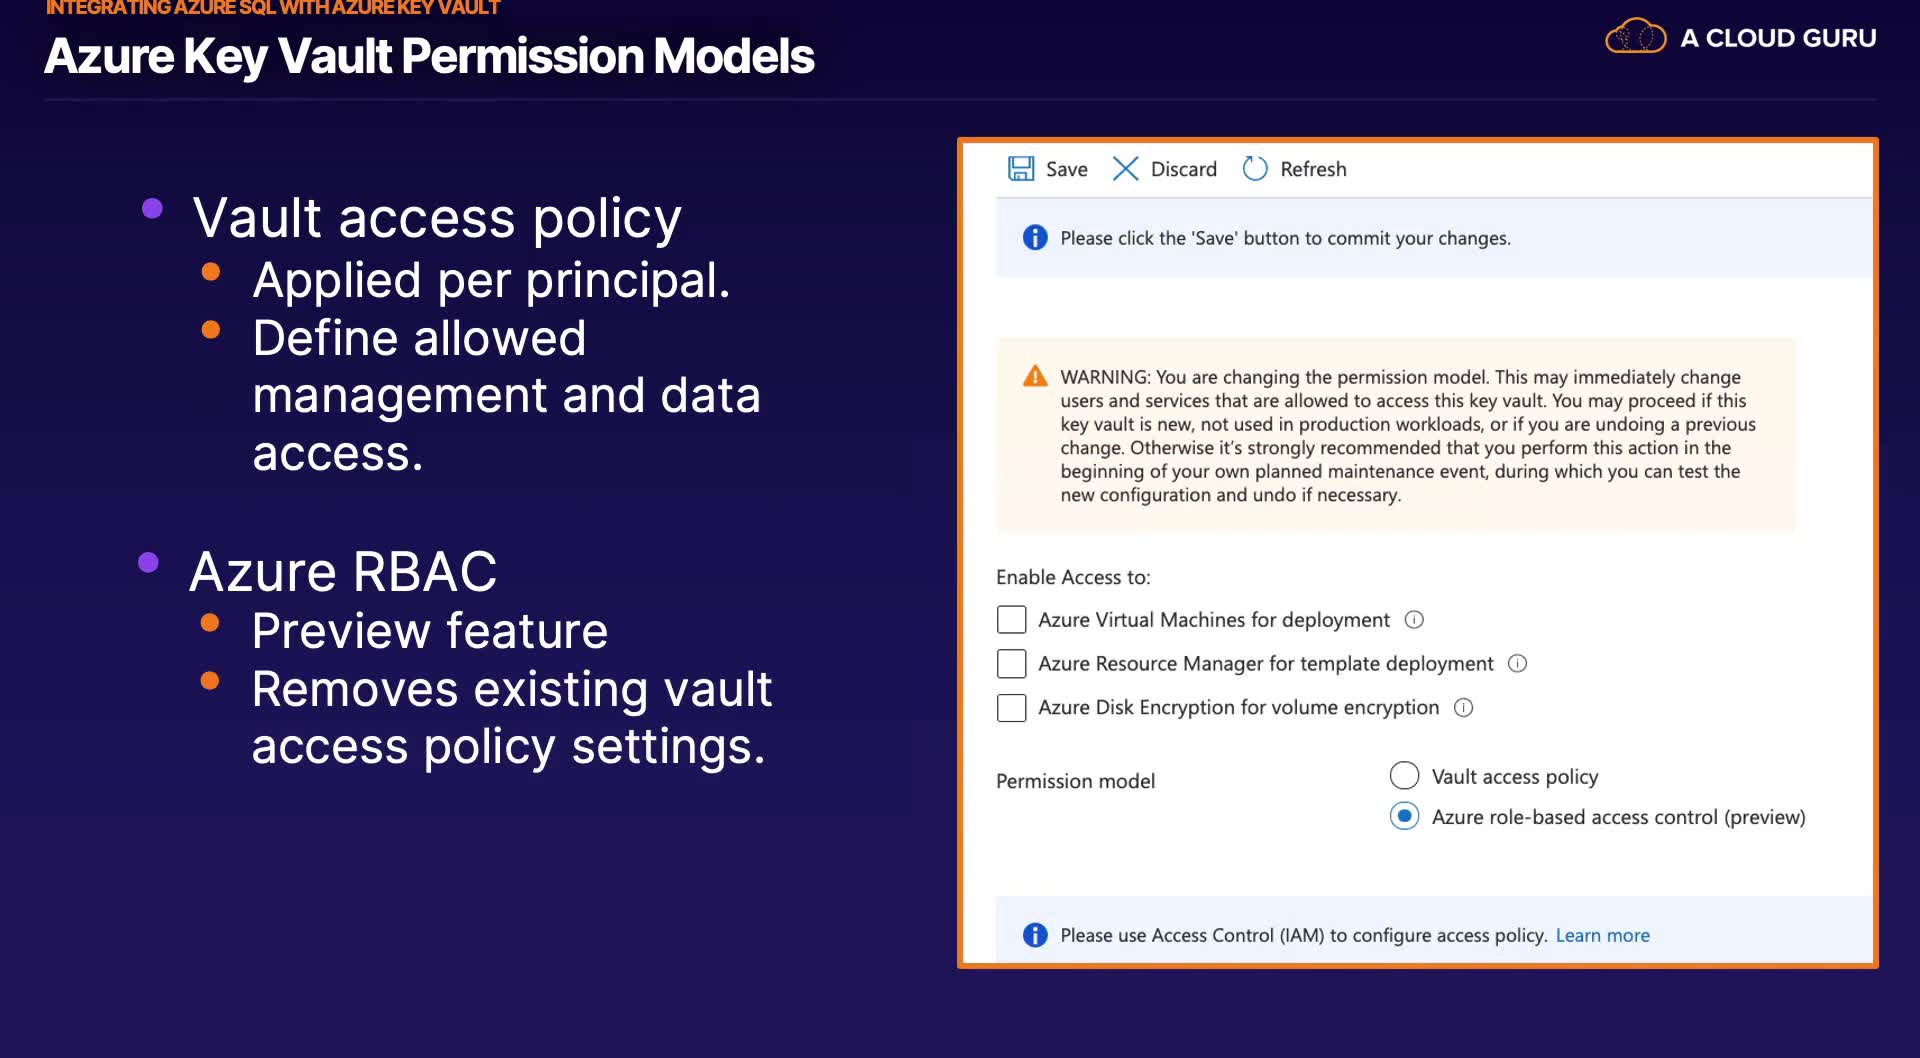 INTEGRATING AZURE SQL WITH AZURE KEY VAULT
Azure Key Vault Permission Models
A CLOUD GURU
Vault access policy
Applied per principal.
Define allowed
management and data
access.
Azure RBAC
Preview feature
Removes existing vault
access policy settings.
Save Discard Refresh
Please click the 'Save' button to commit your changes.
WARNING: You are changing the permission model. This may immediately change
users and services that are allowed to access this key vault. You may proceed if this
key vault is new, not used in production workloads, or if you are undoing a previous
change. Otherwise it's strongly recommended that you perform this action in the
beginning of your own planned maintenance event, during which you can test the
new configuration and undo if necessary.
Enable Access to:
Azure Virtual Machines for deployment
Azure Resource Manager for template deployment
Azure Disk Encryption for volume encryption
Permission model
Vault access policy
Azure role-based access control (preview)
Please use Access Control (IAM) to configure access policy. Learn more